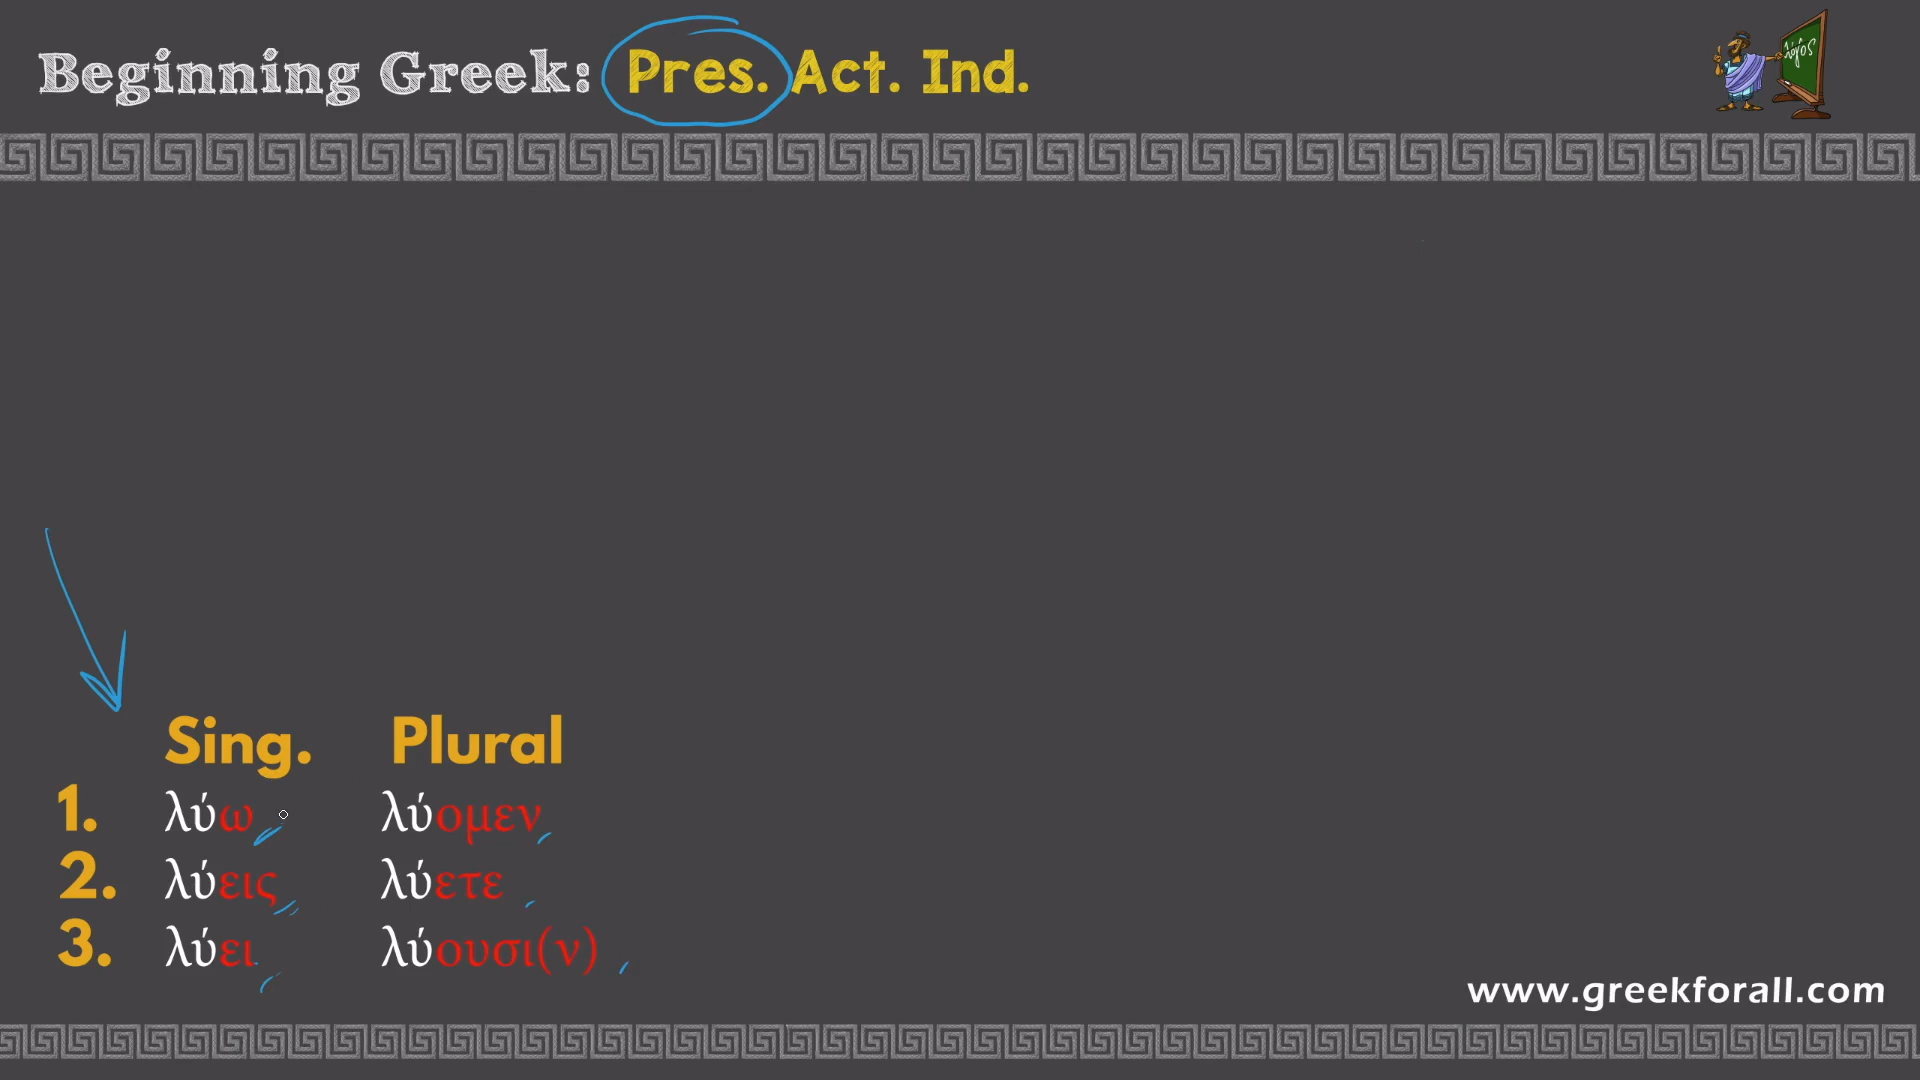 Beginning Greek: Pres. Act. Ind.
λόγος
Sing. Plural
1. λύω λύομεν
2. λύεις λύετε
3. λύει λύουσι(ν)
www.greekforall.com